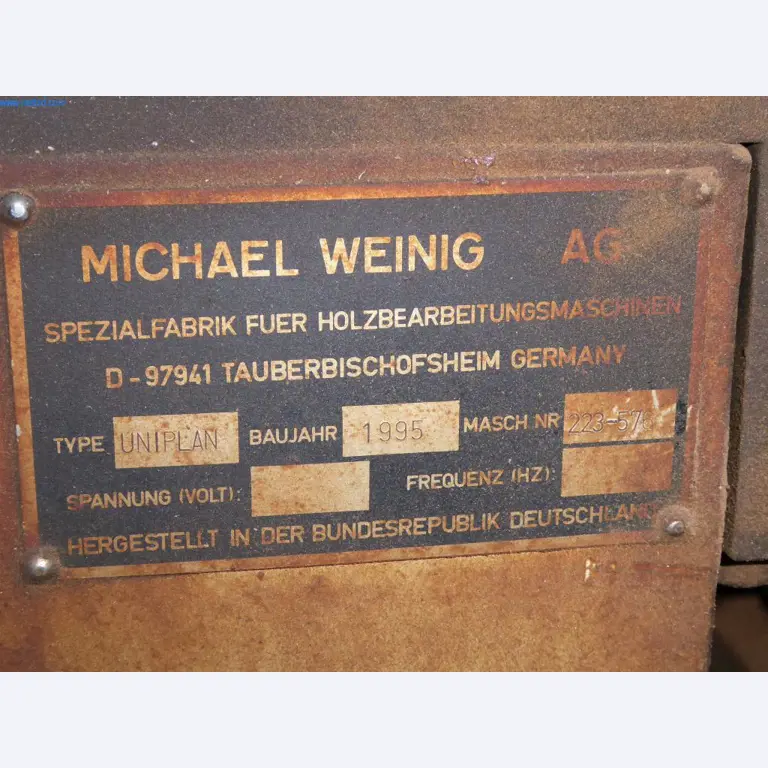 MICHAEL WEINIG AG
SPEZIALFABRIK FUER HOLZBEARBEITUNGSMASCHINEN
D-97941 TAUBERBISCHOFSHEIM GERMANY
TYPE UNIPLAN BAUJAHR 1995 MASCH NR
SPANNUNG (VOLT): FREQUENZ (HZ):
HERGESTELLT IN DER BUNDESREPUBLIK DEUTSCHLAND